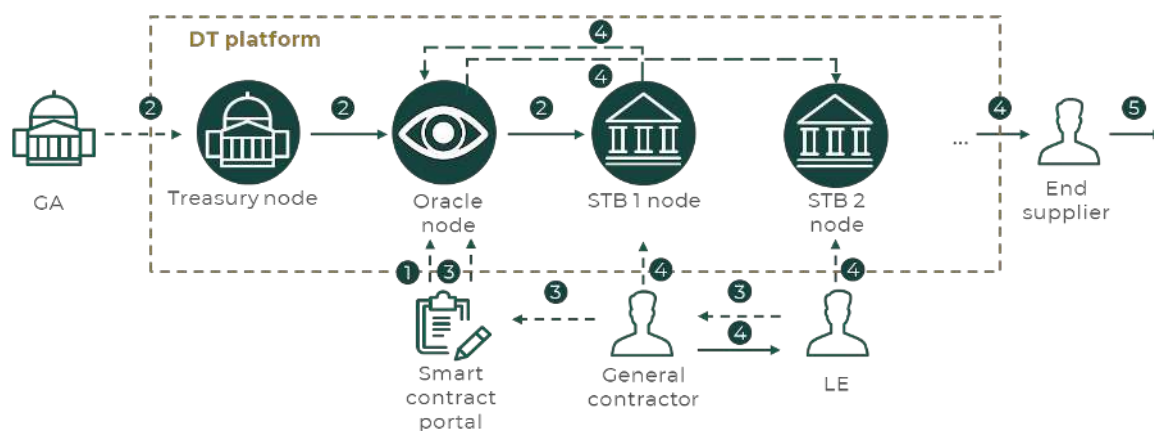 DT platform
4
4
2
2
2
...
4
5
GA
Treasury node
Oracle
node
STB 1 node
STB 2
node
End
supplier
1
3
4
4
3
3
4
Smart
contract
portal
General
contractor
LE